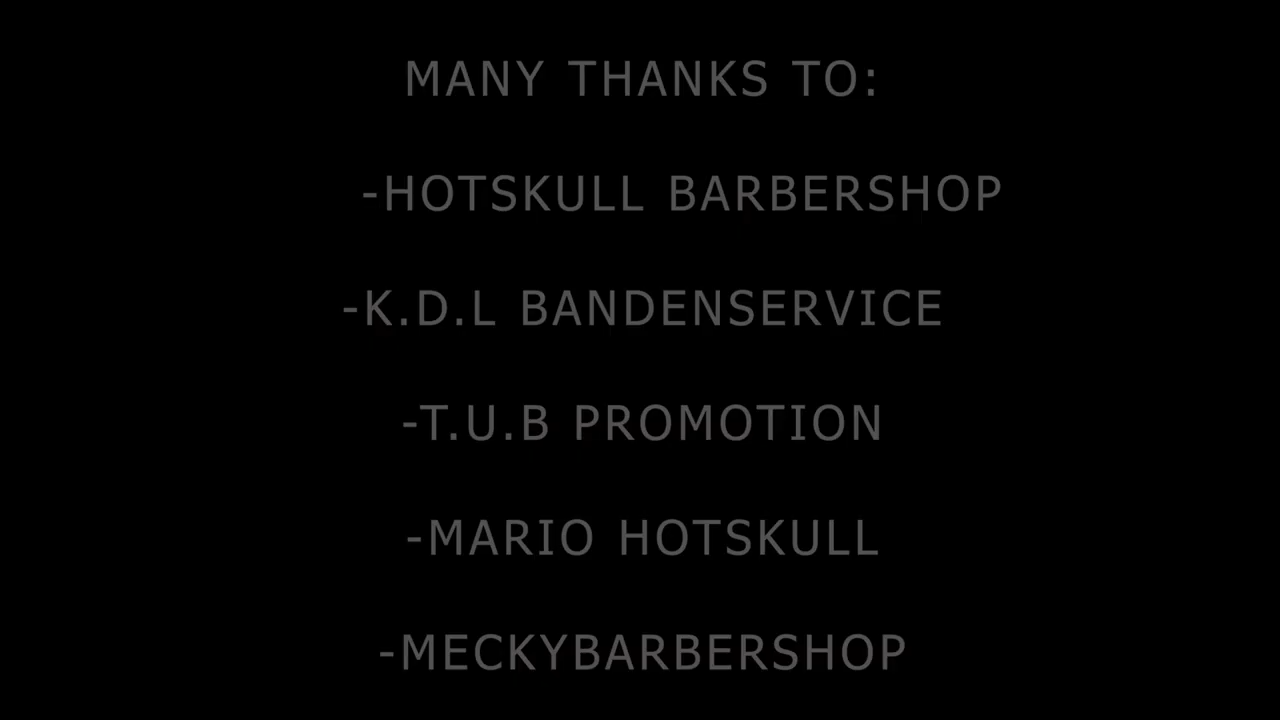 MANY THANKS TO:
-HOTSKULL BARBERSHOP
-K.D.L BANDENSERVICE
-T.U.B PROMOTION
-MARIO HOTSKULL
-MECKYBARBERSHOP